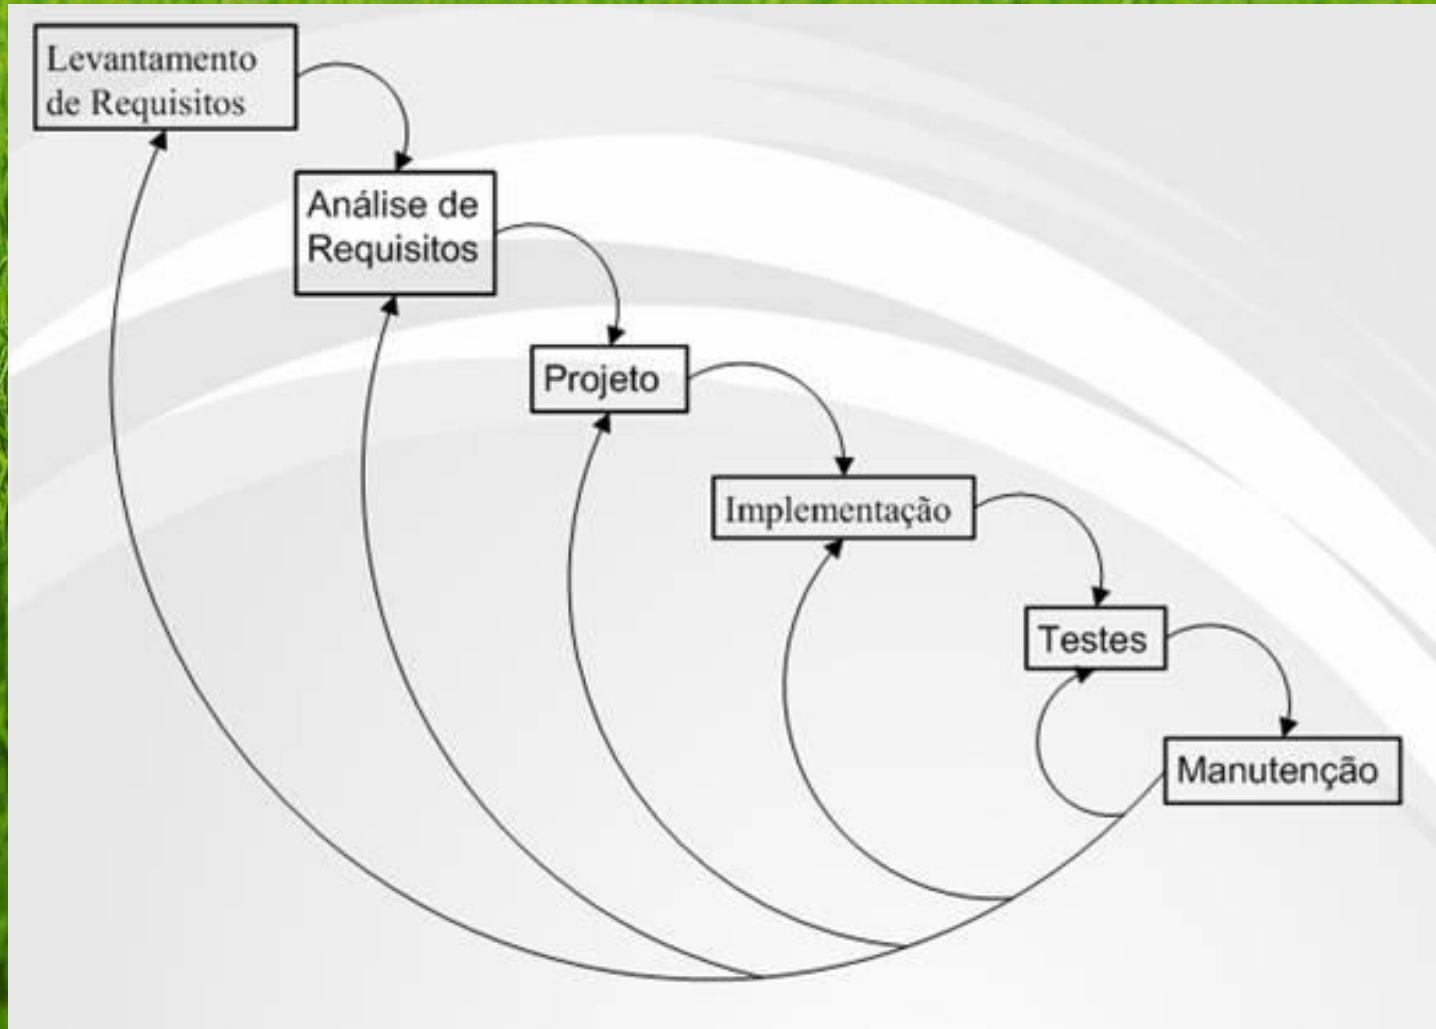 Levantamento
de Requisitos
Análise de
Requisitos
Projeto
Implementação
Testes
Manutenção